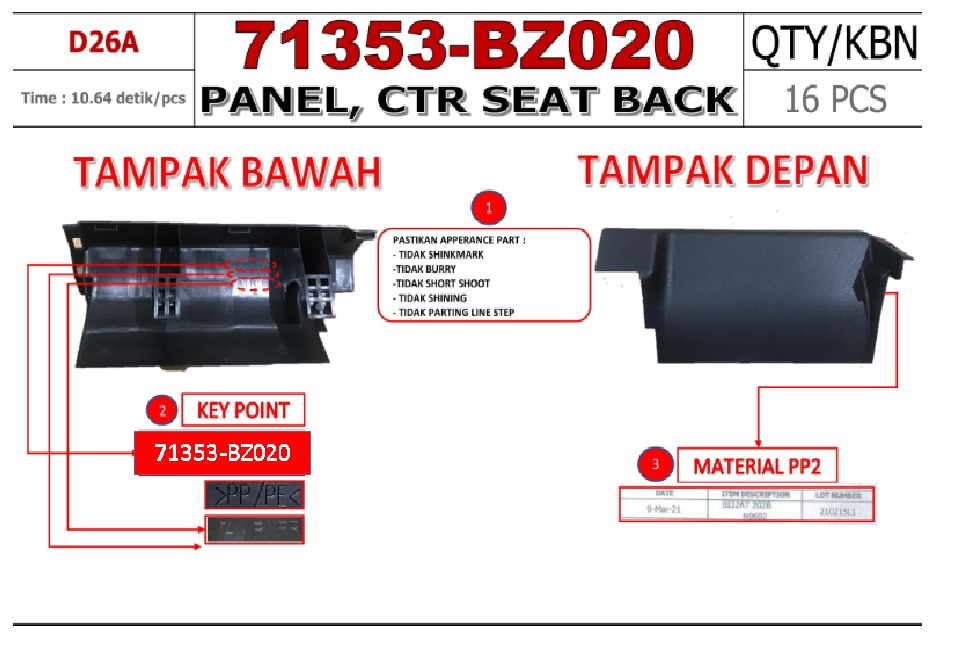 D26A
71353-BZ020
QTY/KBN
Time : 10.64 detik/pcs
PANEL, CTR SEAT BACK
16 PCS
TAMPAK BAWAH
TAMPAK DEPAN
1
PASTIKAN APPERANCE PART :
- TIDAK SHINKMARK
-TIDAK BURRY
-TIDAK SHORT SHOOT
- TIDAK SHINING
- TIDAK PARTING LINE STEP
2
KEY POINT
71353-BZ020
>PP/PE<
3
MATERIAL PP2
DATE
ITEM DESCRIPTION
LOT NUMBER
9-Mar-21
N0602
210215L1